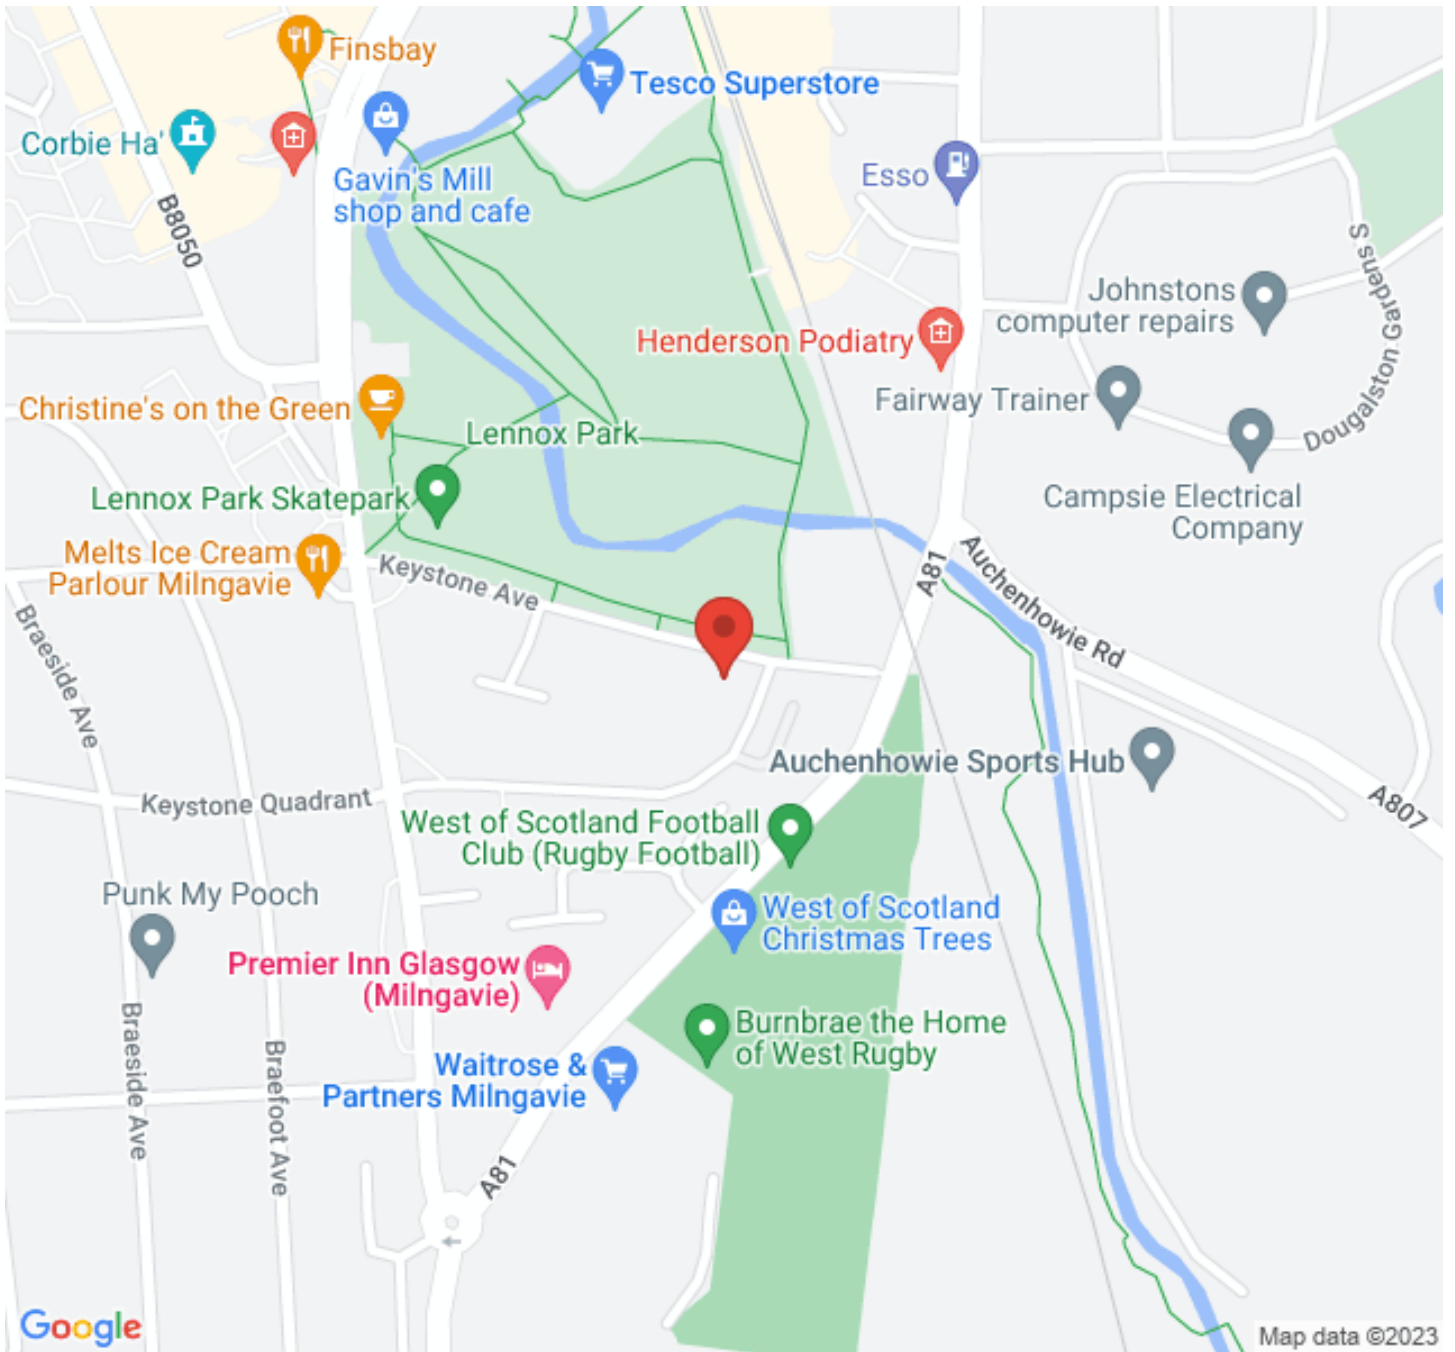 Finsbay
Tesco Superstore
Corbie Ha'
Gavin's Mill
shop and cafe
Esso
B8050
Dougalston Gardens S
Johnstons
computer repairs
Henderson Podiatry
Fairway Trainer
Christine's on the Green
Lennox Park
Lennox Park Skatepark
Campsie Electrical
Company
Melts Ice Cream
Parlour Milngavie
Keystone Ave
A81
Auchenhowie Rd
Braeside Ave
Auchenhowie Sports Hub
Keystone Quadrant
A807
West of Scotland Football
Club (Rugby Football)
Punk My Pooch
West of Scotland
Christmas Trees
Premier Inn Glasgow
(Milngavie)
Burnbrae the Home
of West Rugby
Braeside Ave
Braefoot Ave
Waitrose &
Partners Milngavie
A81
Google
Map data ©2023